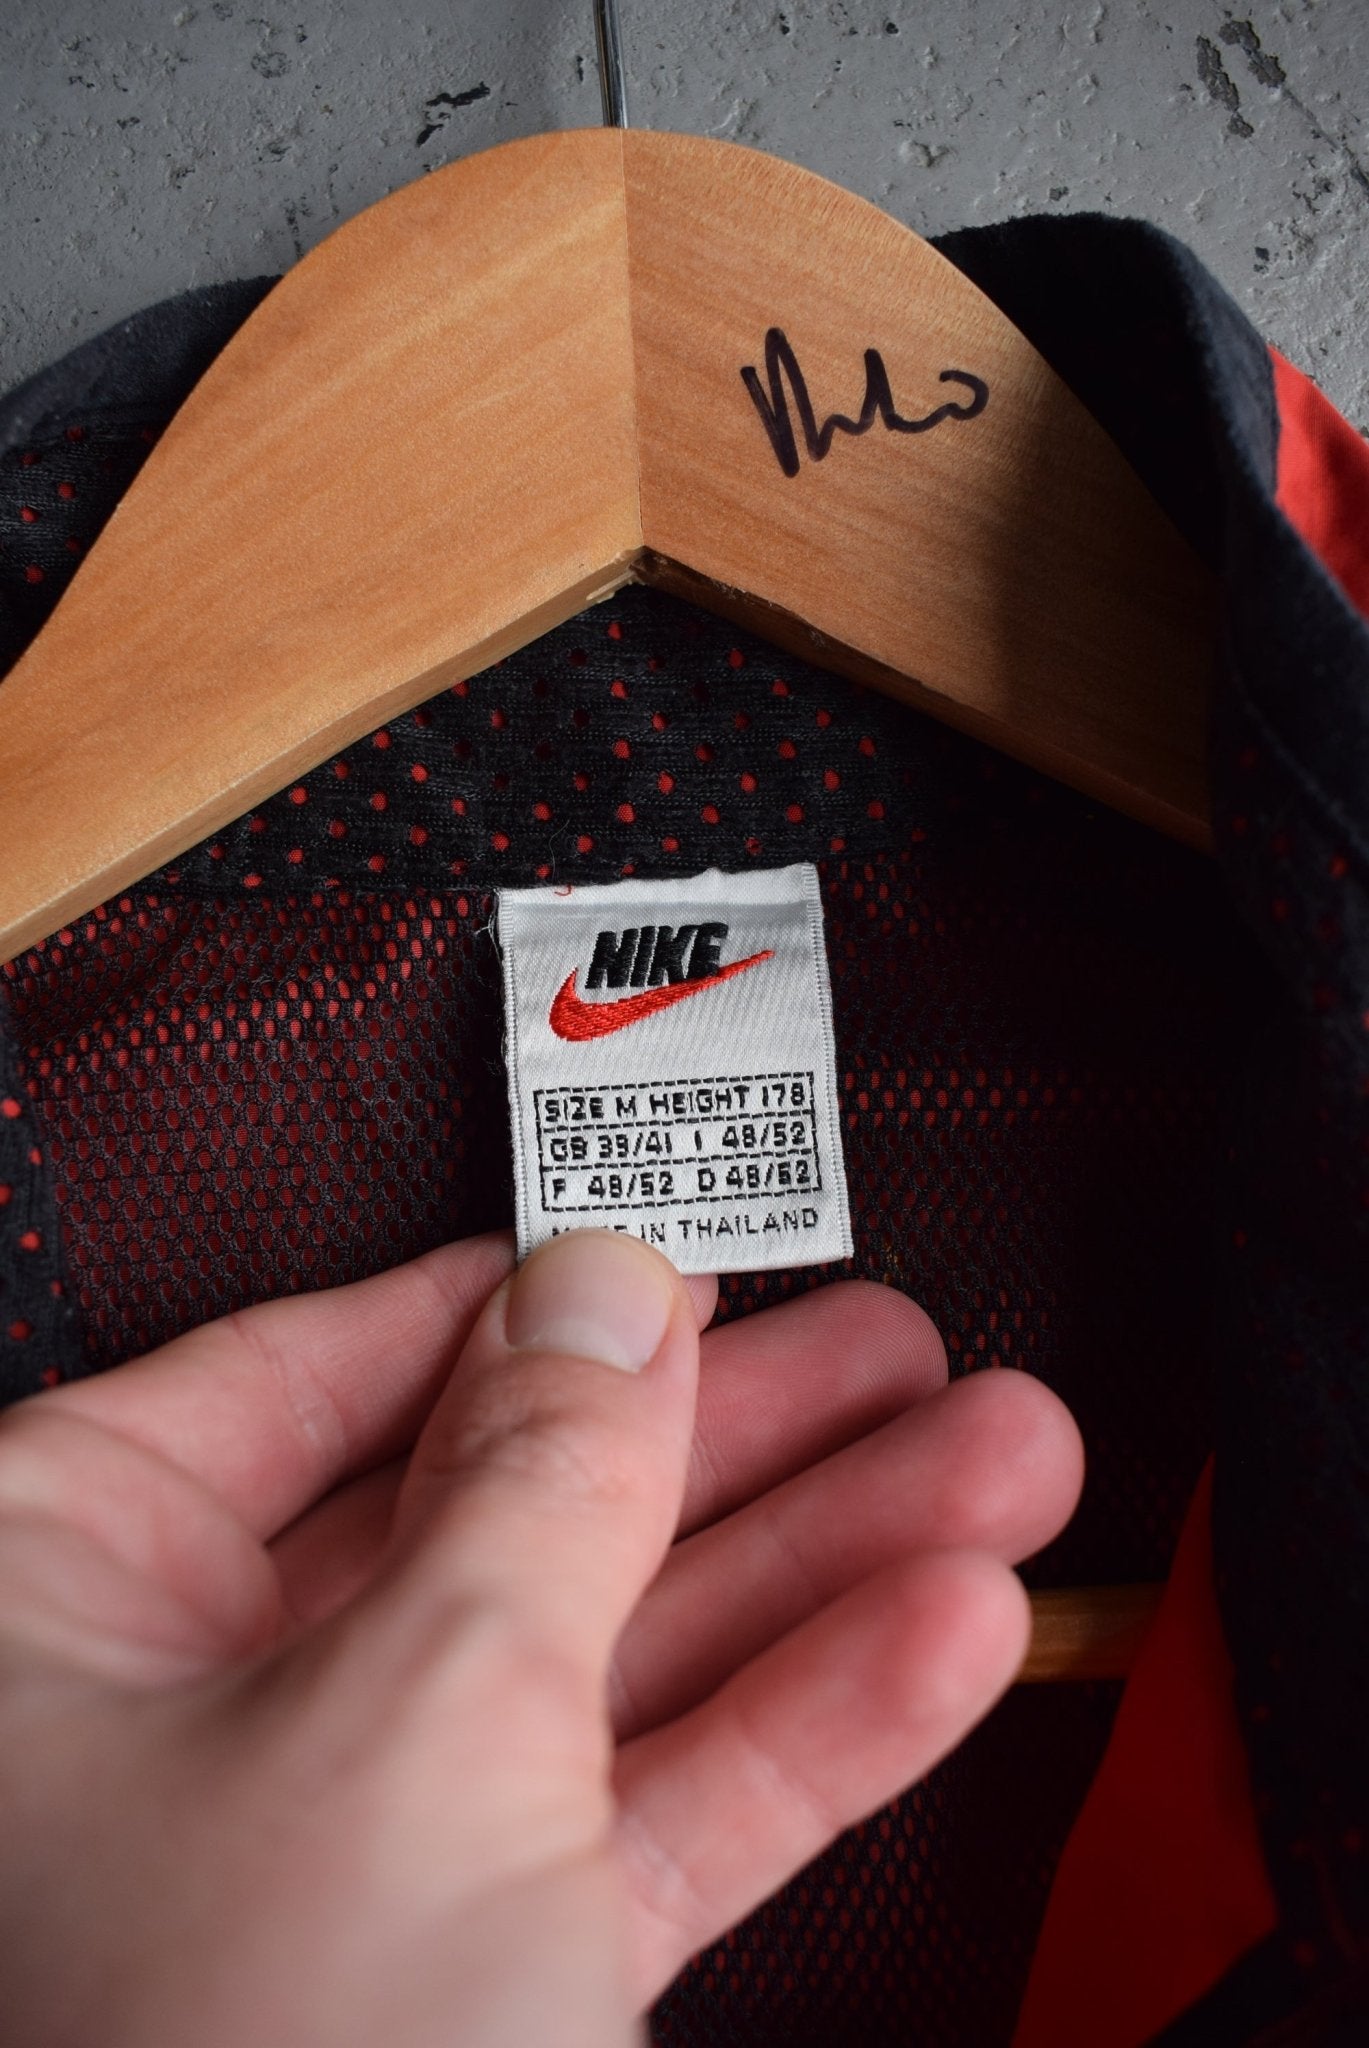 NIKE
SIZE M HEIGHT 178
GB 39/41 I 48/52
F 48/52 D 48/52
IN THAILAND